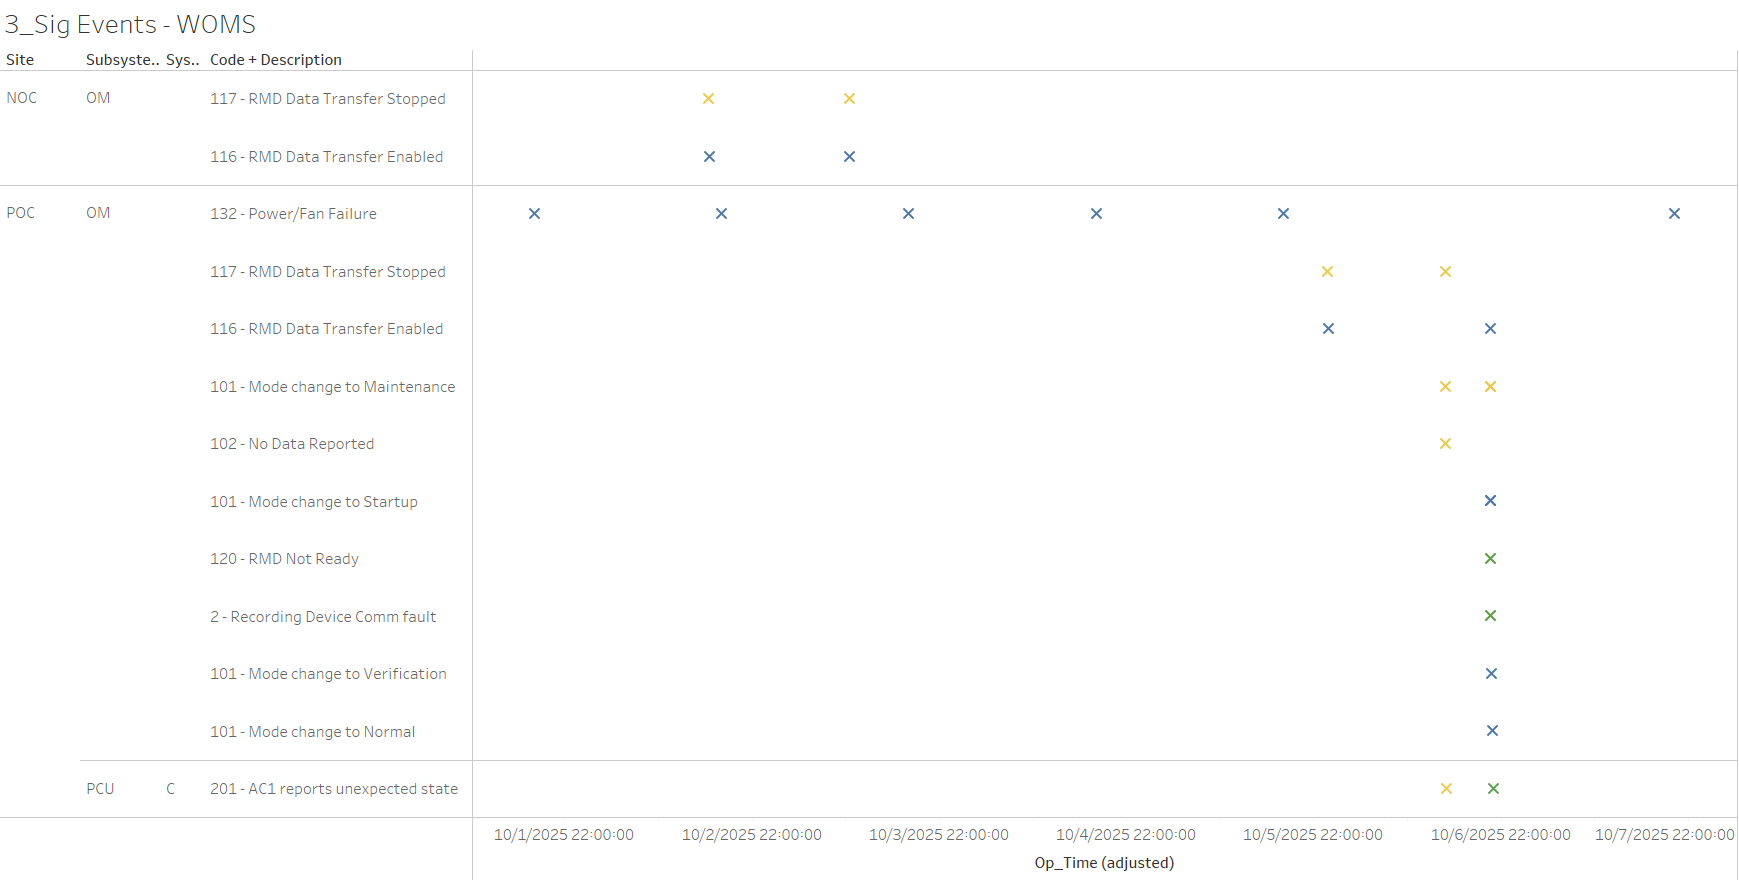 3_Sig Events - WOMS
Site Subsyste.. Sys.. Code + Description
NOC OM 117 - RMD Data Transfer Stopped
116 - RMD Data Transfer Enabled
POC OM 132 - Power/Fan Failure
117 - RMD Data Transfer Stopped
116 - RMD Data Transfer Enabled
101 - Mode change to Maintenance
102 - No Data Reported
101 - Mode change to Startup
120 - RMD Not Ready
2 - Recording Device Comm fault
101 - Mode change to Verification
101 - Mode change to Normal
PCU C 201 - AC1 reports unexpected state
10/1/2025 22:00:00 10/2/2025 22:00:00 10/3/2025 22:00:00 10/4/2025 22:00:00 10/5/2025 22:00:00 10/6/2025 22:00:00 10/7/2025 22:00:00
Op_Time (adjusted)